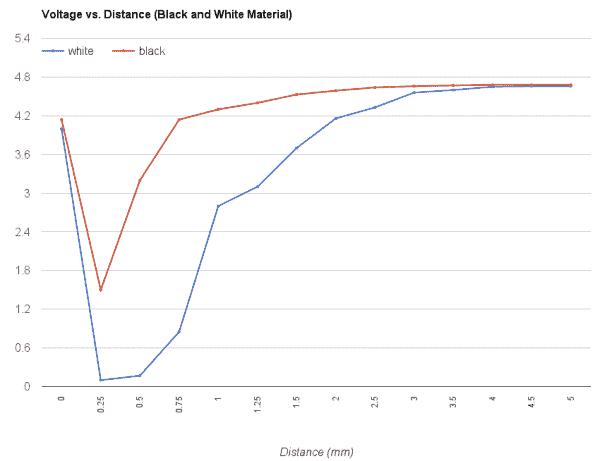 Voltage vs. Distance (Black and White Material)
5.4
white black
4.8
4.2
3.6
3
2.4
1.8
1.2
0.6
0
0 0.25 0.5 0.75 1 1.25 1.5 2 2.5 3 3.5 4 4.5 5
Distance (mm)